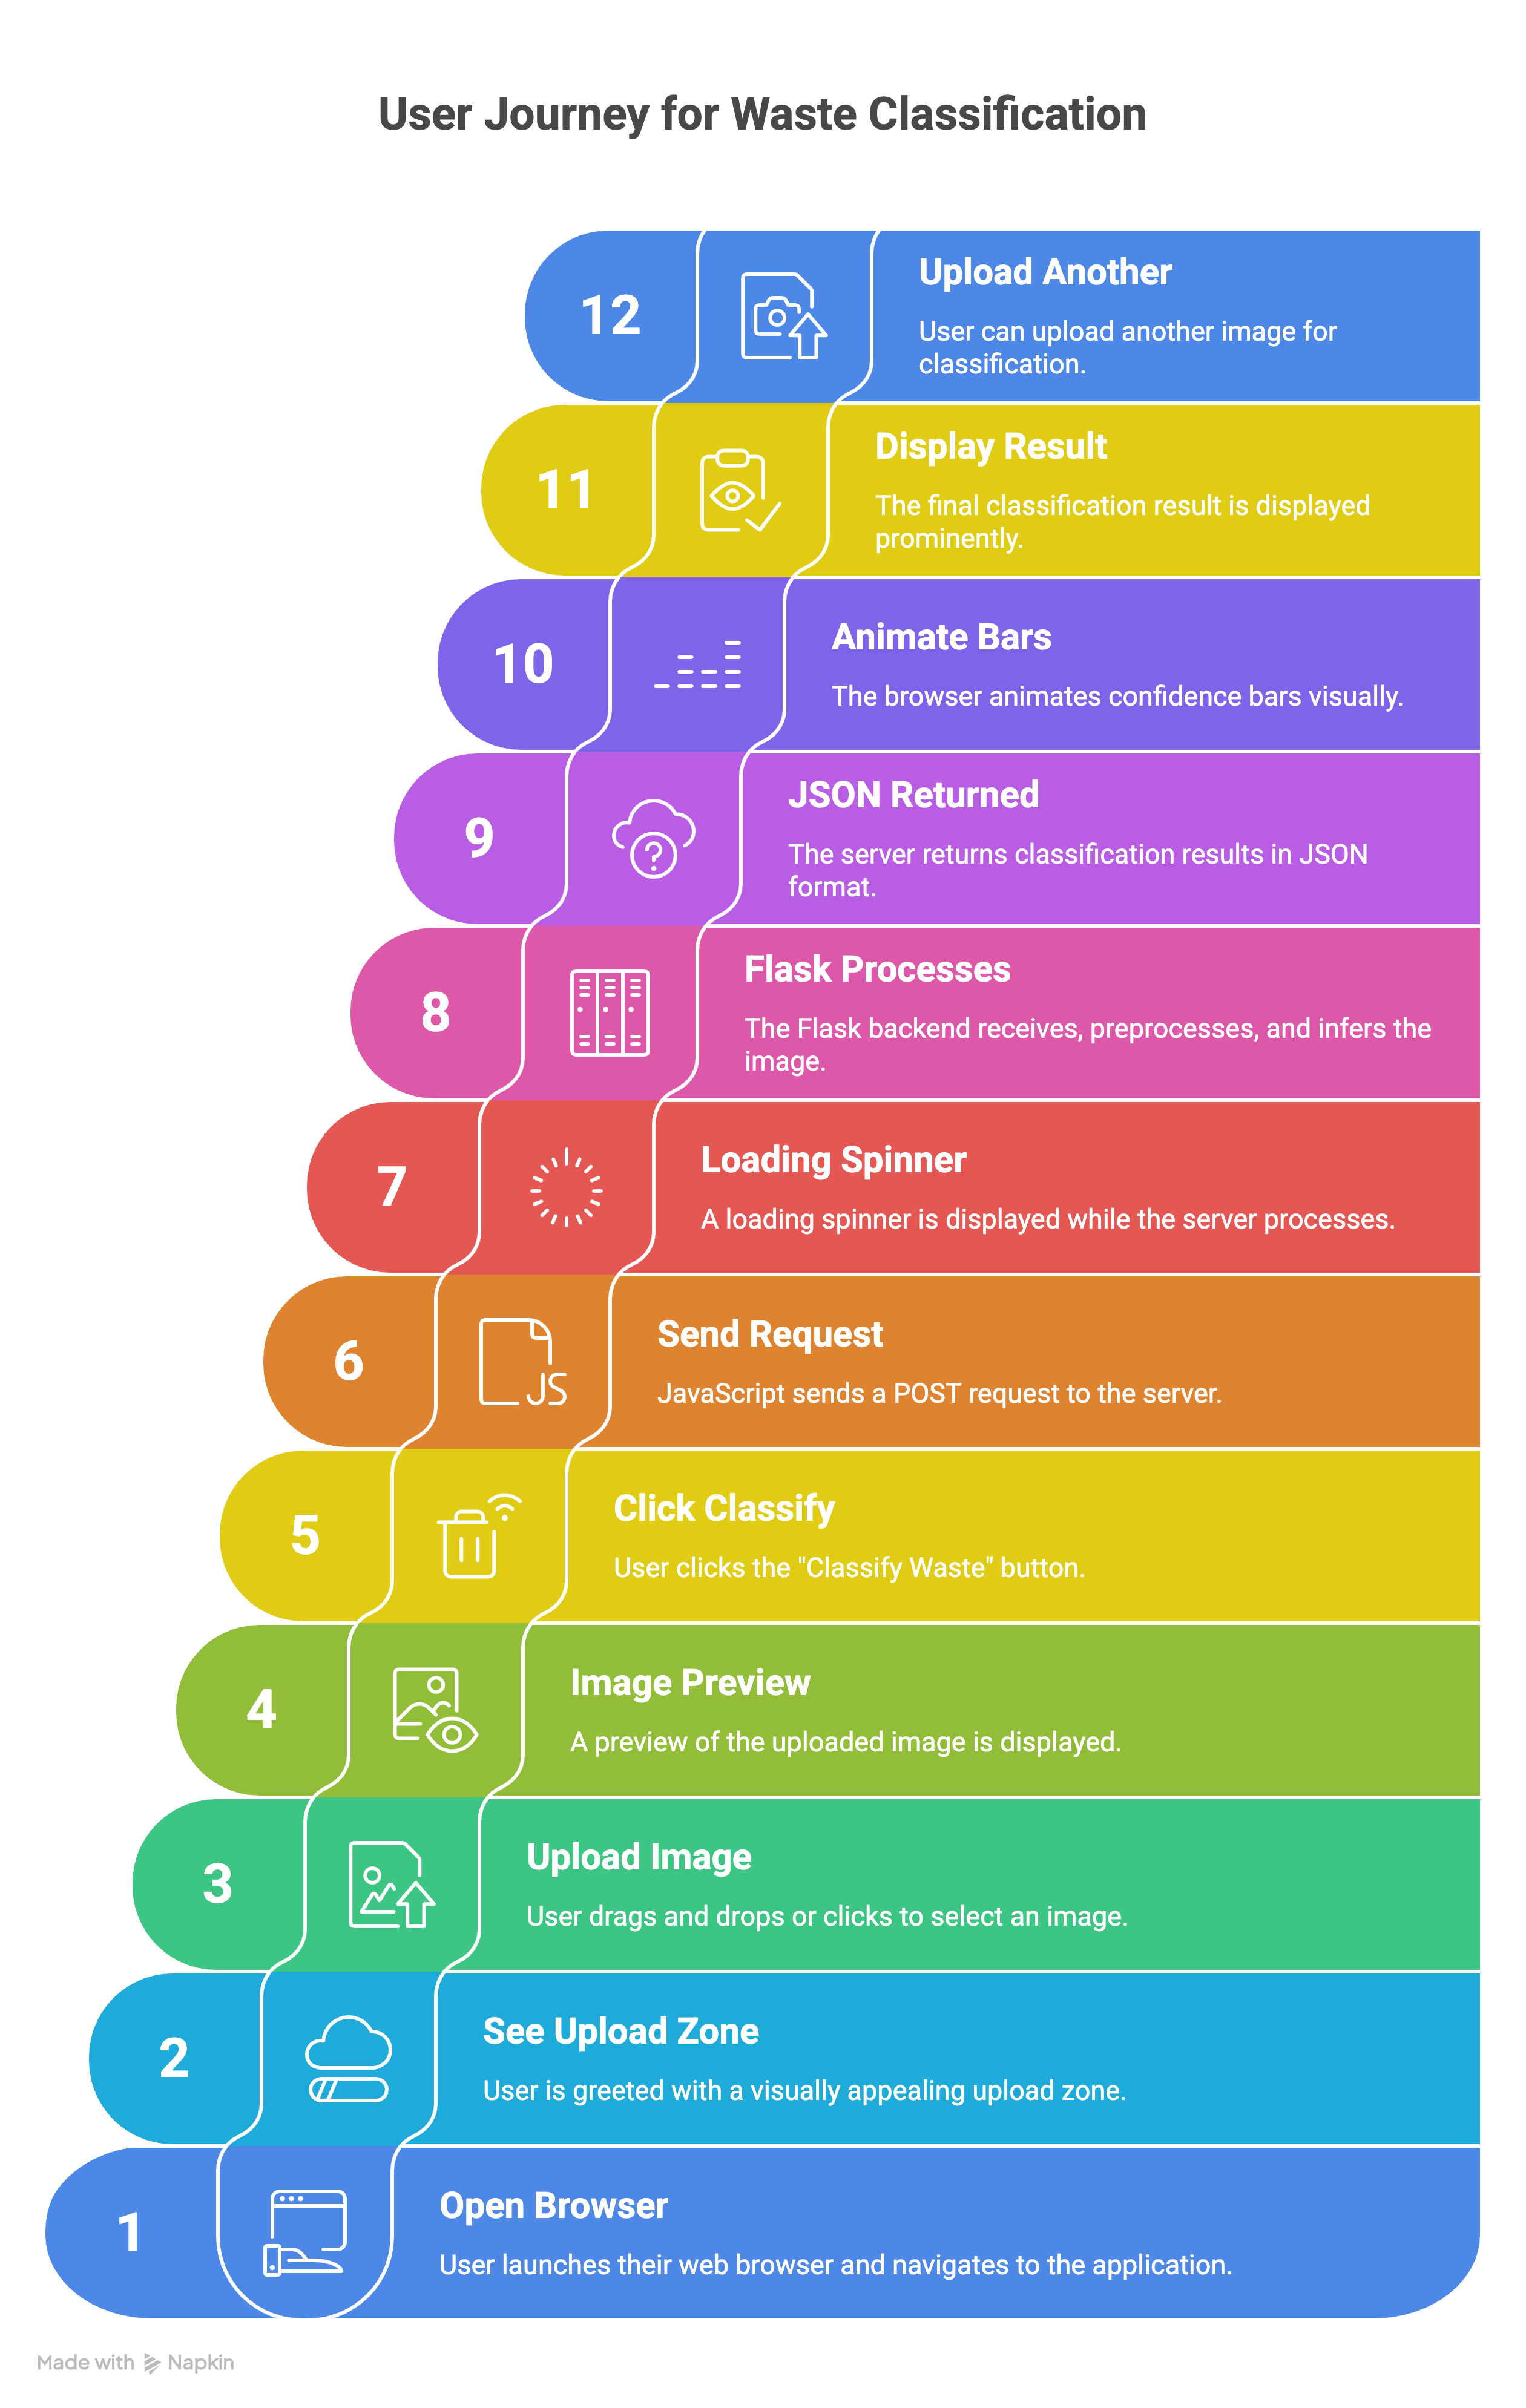 User Journey for Waste Classification
12
Upload Another
User can upload another image for
classification.
11
Display Result
The final classification result is displayed
prominently.
10
Animate Bars
The browser animates confidence bars visually.
9
?
JSON Returned
The server returns classification results in JSON
format.
8
Flask Processes
The Flask backend receives, preprocesses, and infers the
image.
7
Loading Spinner
A loading spinner is displayed while the server processes.
6
JS
Send Request
JavaScript sends a POST request to the server.
5
Click Classify
User clicks the "Classify Waste" button.
4
Image Preview
A preview of the uploaded image is displayed.
3
Upload Image
User drags and drops or clicks to select an image.
2
See Upload Zone
User is greeted with a visually appealing upload zone.
1
Open Browser
User launches their web browser and navigates to the application.
Made with Napkin